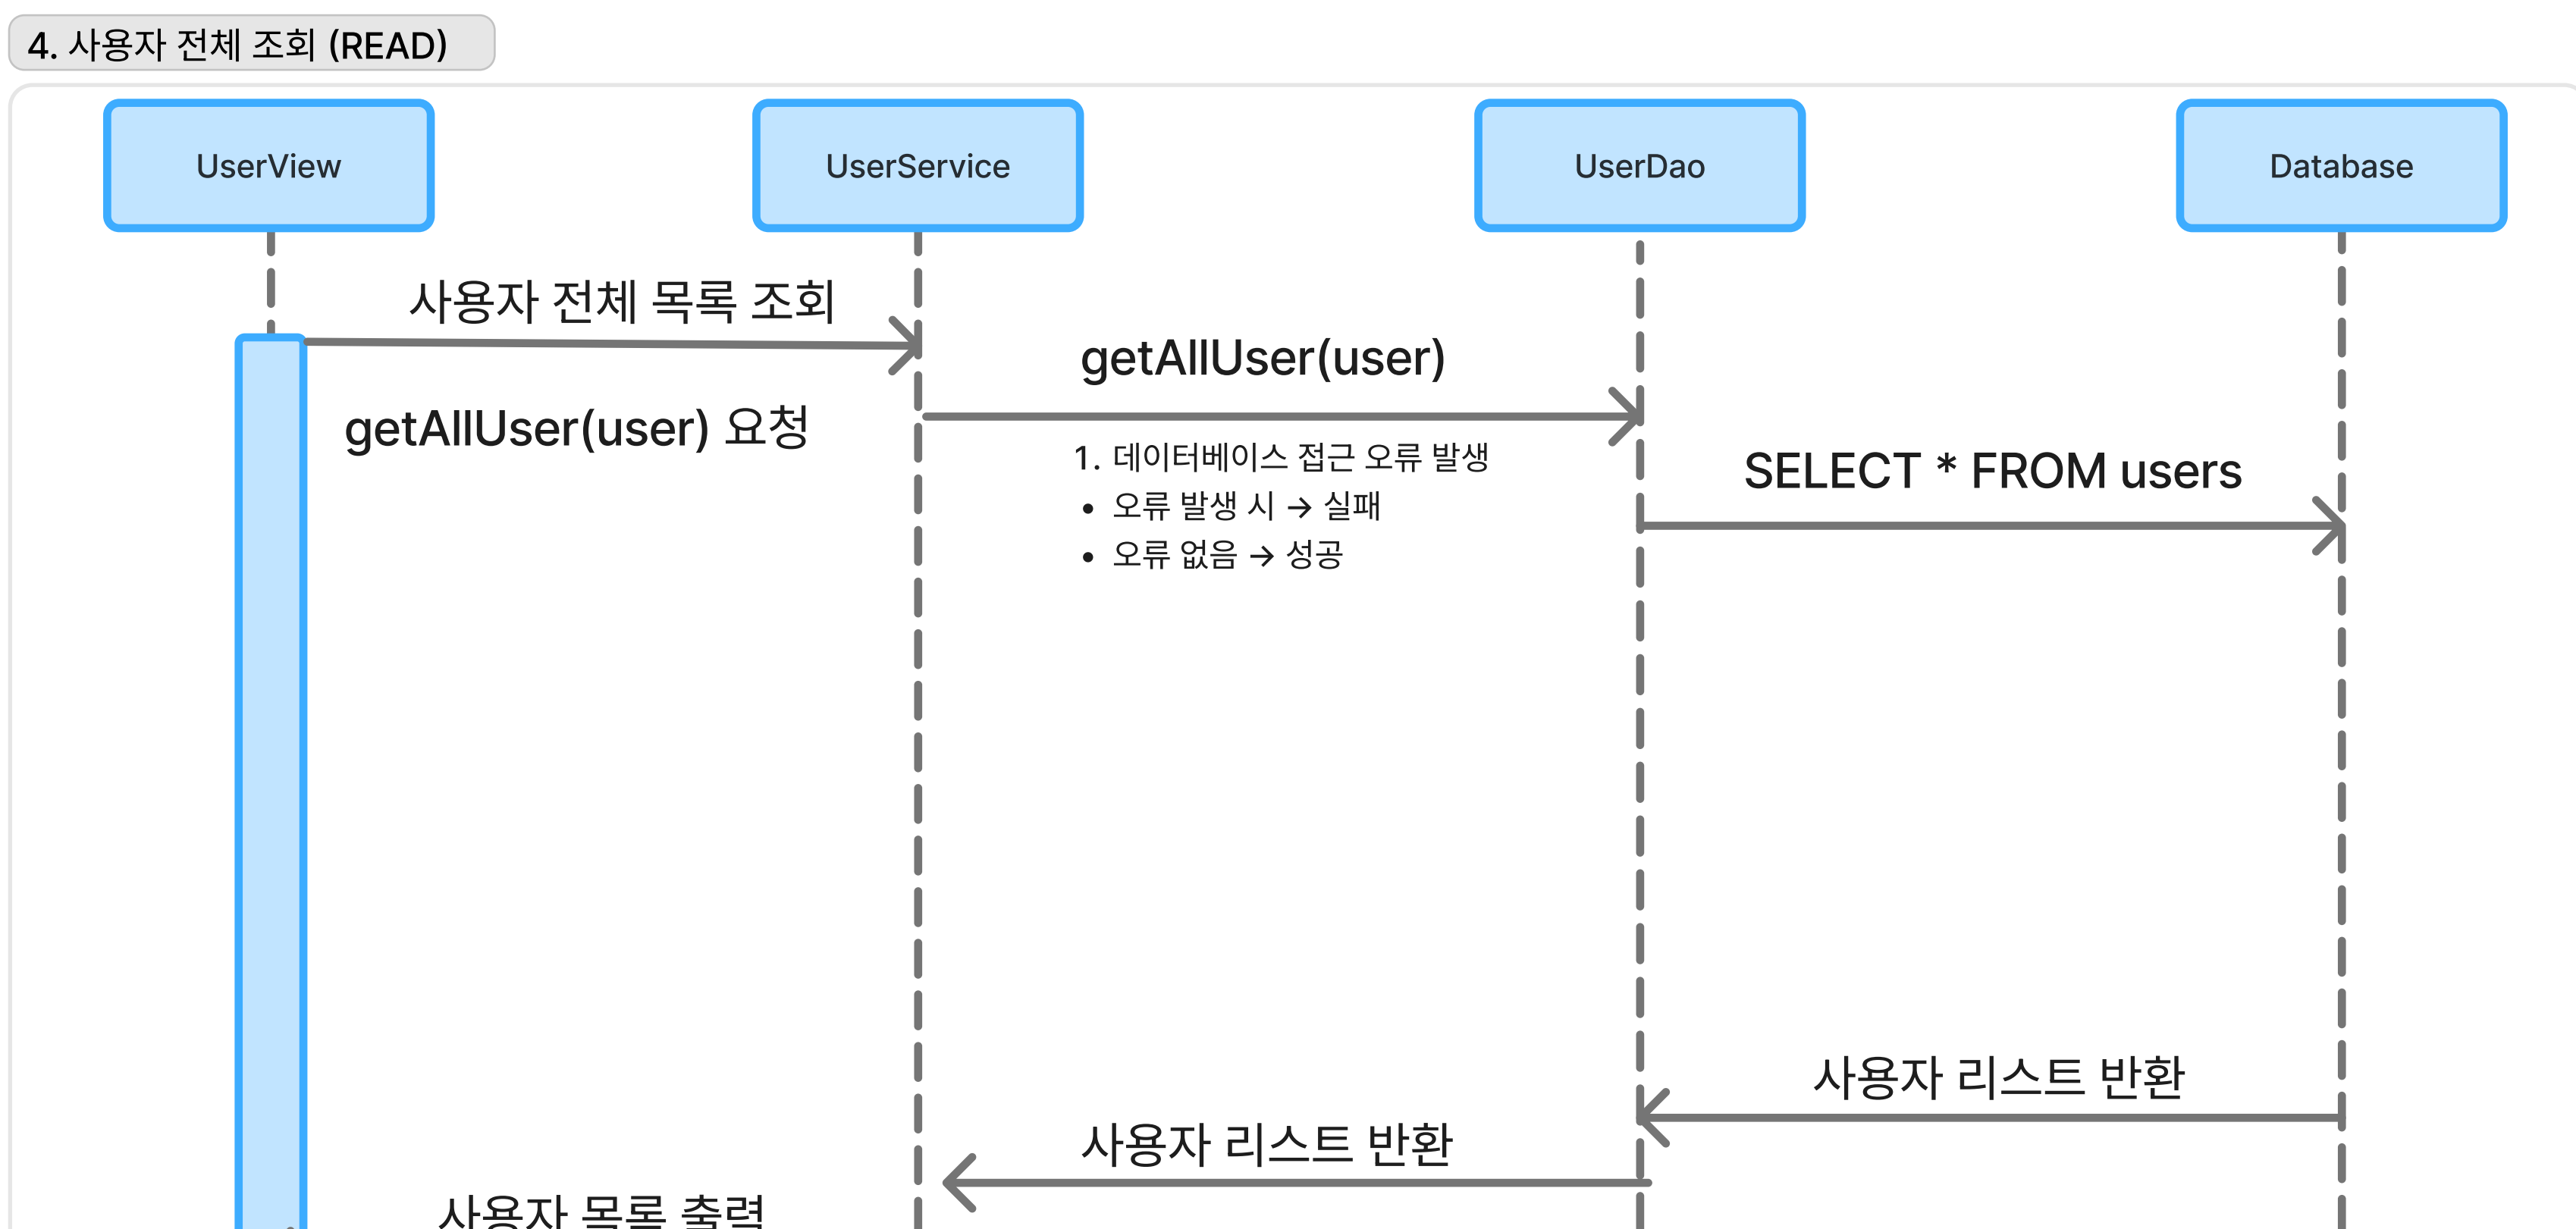 4. 사용자 전체 조회 (READ)
UserView
UserService
UserDao
Database
사용자 전체 목록 조회
getAllUser(user) 요청
getAllUser(user)
1. 데이터베이스 접근 오류 발생
• 오류 발생 시 → 실패
• 오류 없음 → 성공
SELECT * FROM users
사용자 리스트 반환
사용자 리스트 반환
사용자 목록 출력